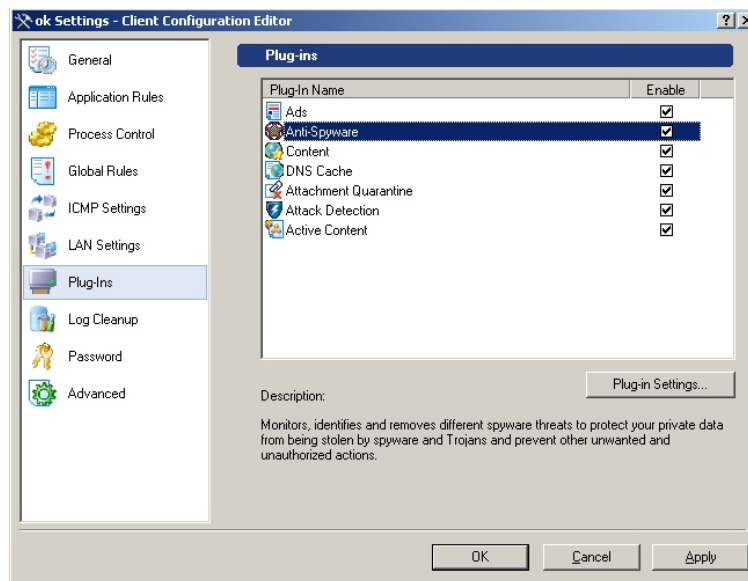 ok Settings - Client Configuration Editor
General
Application Rules
Process Control
Global Rules
ICMP Settings
LAN Settings
Plug-Ins
Log Cleanup
Password
Advanced
Plug-ins
Plug-In Name Enable
Ads
Anti-Spyware
Content
DNS Cache
Attachment Quarantine
Attack Detection
Active Content
Plug-in Settings...
Description:
Monitors, identifies and removes different spyware threats to protect your private data
from being stolen by spyware and Trojans and prevent other unwanted and
unauthorized actions.
OK Cancel Apply